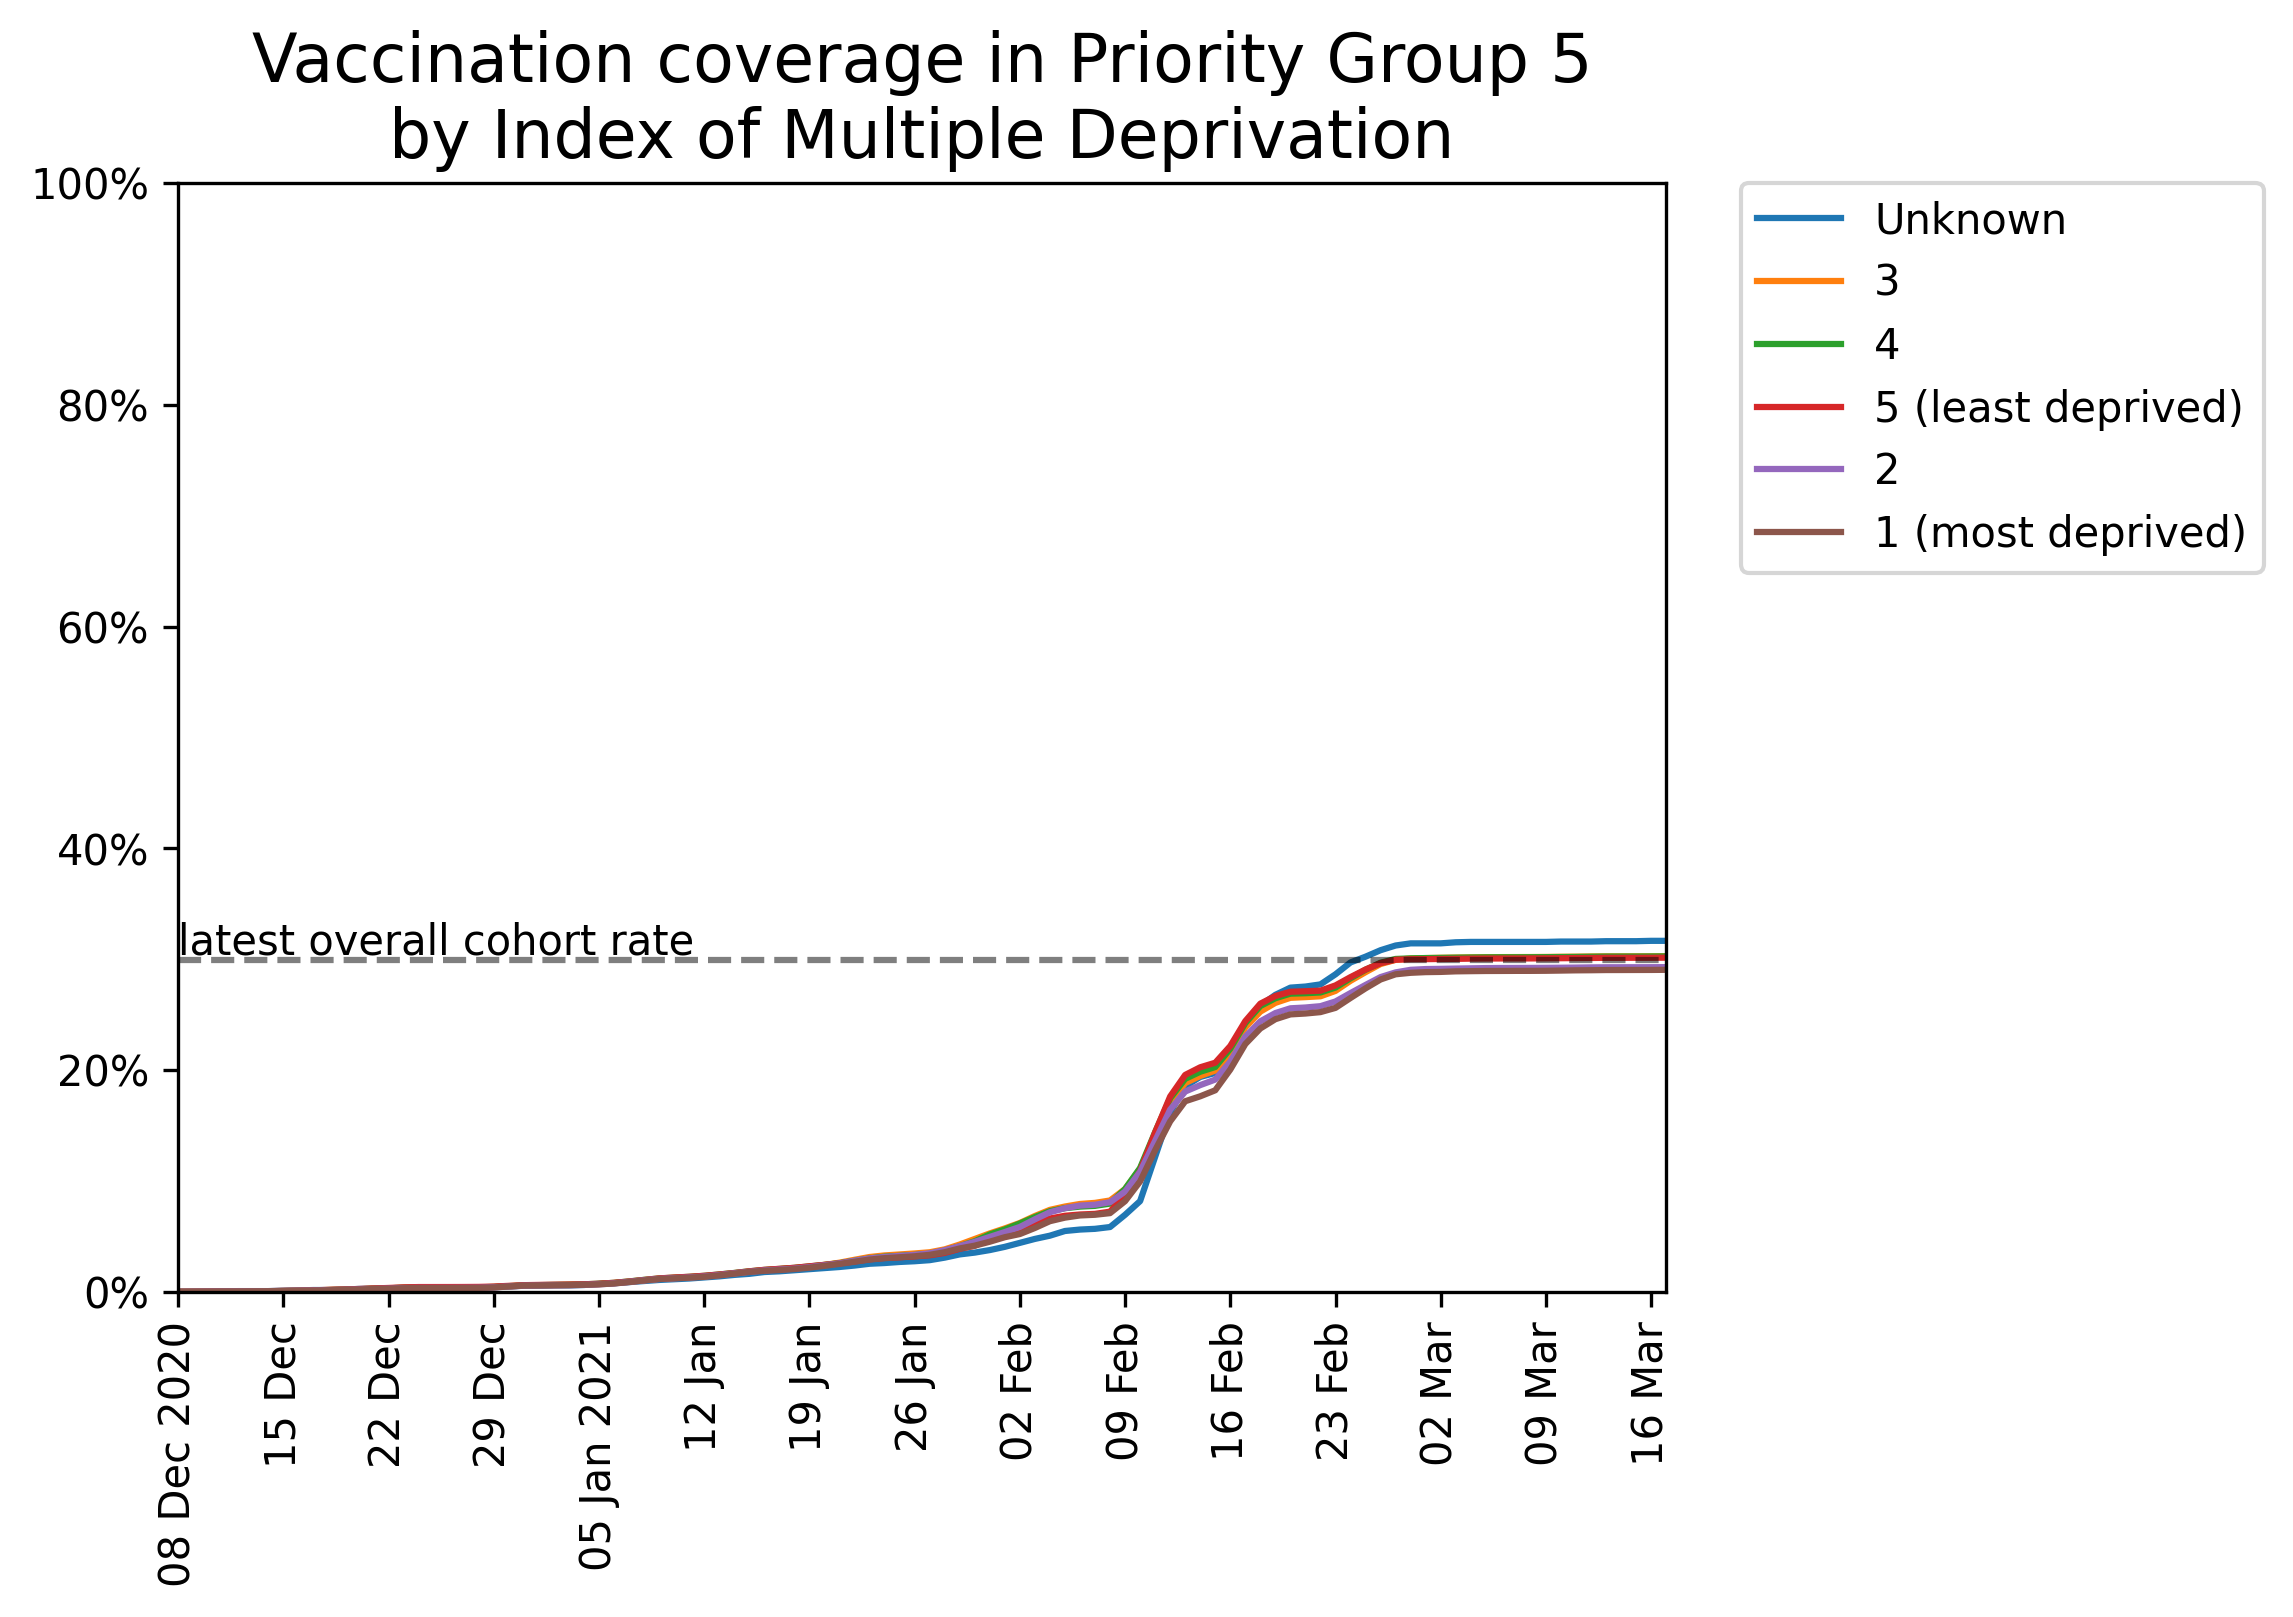 Vaccination coverage in Priority Group 5
by Index of Multiple Deprivation
100%
80%
60%
40%
20%
0%
latest overall cohort rate
08 Dec 2020
15 Dec
22 Dec
29 Dec
05 Jan 2021
12 Jan
19 Jan
26 Jan
02 Feb
09 Feb
16 Feb
23 Feb
02 Mar
09 Mar
16 Mar
Unknown
3
4
5 (least deprived)
2
1 (most deprived)